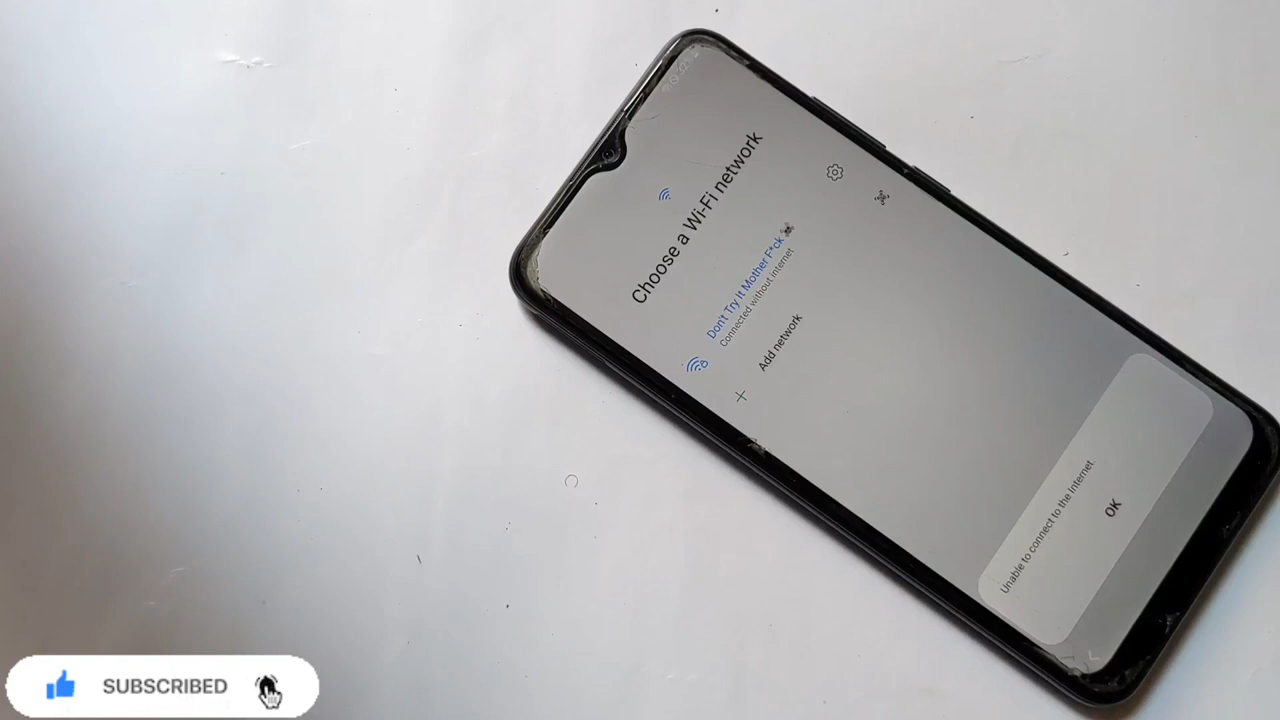 Choose a Wi-Fi network
Don't Try It Mother F*ck ☠
Connected without internet
Add network
Unable to connect to the Internet.
OK
SUBSCRIBED